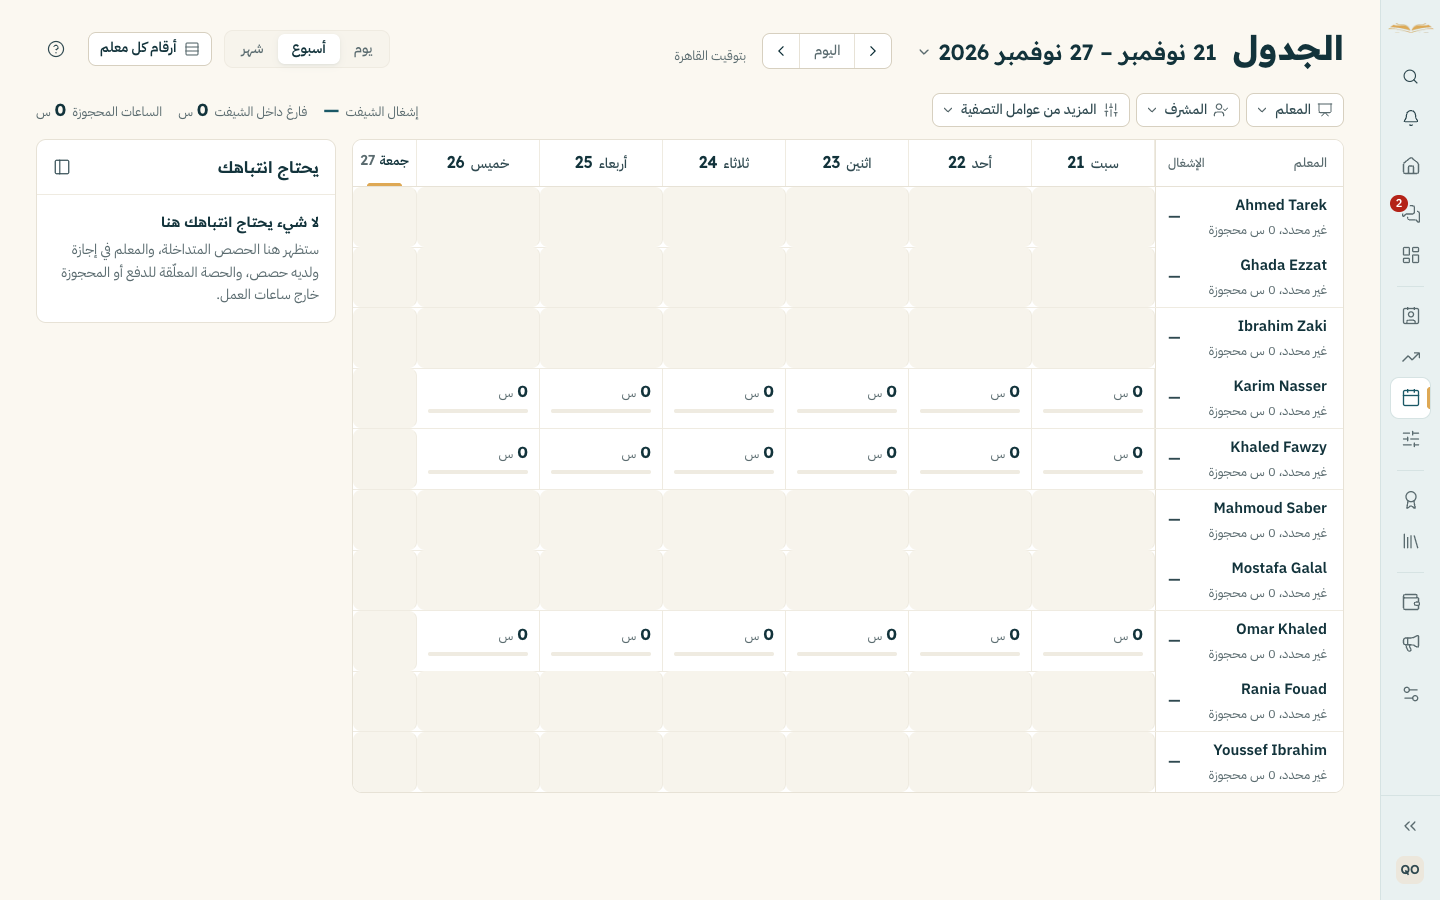 الجدول
21 نوفمبر – 27 نوفمبر 2026
اليوم
بتوقيت القاهرة
يوم
أسبوع
شهر
أرقام كل معلم
المعلم
المشرف
المزيد من عوامل التصفية
إشغال الشيفت —
فارغ داخل الشيفت 0 س
الساعات المحجوزة 0 س
المعلم الإشغال سبت 21 أحد 22 اثنين 23 ثلاثاء 24 أربعاء 25 خميس 26 جمعة 27
Ahmed Tarek —
غير محدد، 0 س محجوزة
Ghada Ezzat —
غير محدد، 0 س محجوزة
Ibrahim Zaki —
غير محدد، 0 س محجوزة
Karim Nasser — 0 س 0 س 0 س 0 س 0 س 0 س
غير محدد، 0 س محجوزة
Khaled Fawzy — 0 س 0 س 0 س 0 س 0 س 0 س
غير محدد، 0 س محجوزة
Mahmoud Saber —
غير محدد، 0 س محجوزة
Mostafa Galal —
غير محدد، 0 س محجوزة
Omar Khaled — 0 س 0 س 0 س 0 س 0 س 0 س
غير محدد، 0 س محجوزة
Rania Fouad —
غير محدد، 0 س محجوزة
Youssef Ibrahim —
غير محدد، 0 س محجوزة
يحتاج انتباهك
لا شيء يحتاج انتباهك هنا
ستظهر هنا الحصص المتداخلة، والمعلم في إجازة
ولديه حصص، والحصة المعلّقة للدفع أو المحجوزة
خارج ساعات العمل.
2
QO